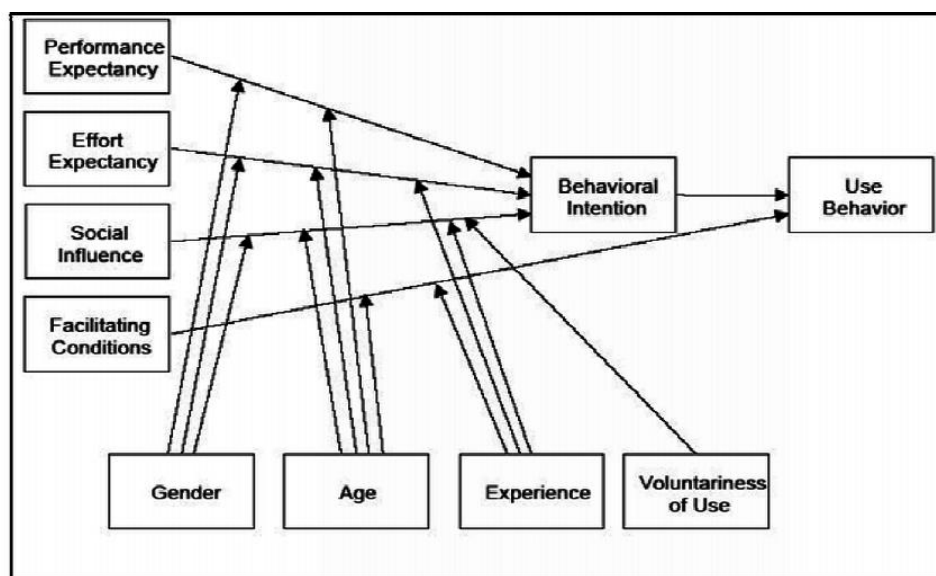 Performance
Expectancy
Effort
Expectancy
Social
Influence
Facilitating
Conditions
Behavioral
Intention
Use
Behavior
Gender
Age
Experience
Voluntariness
of Use